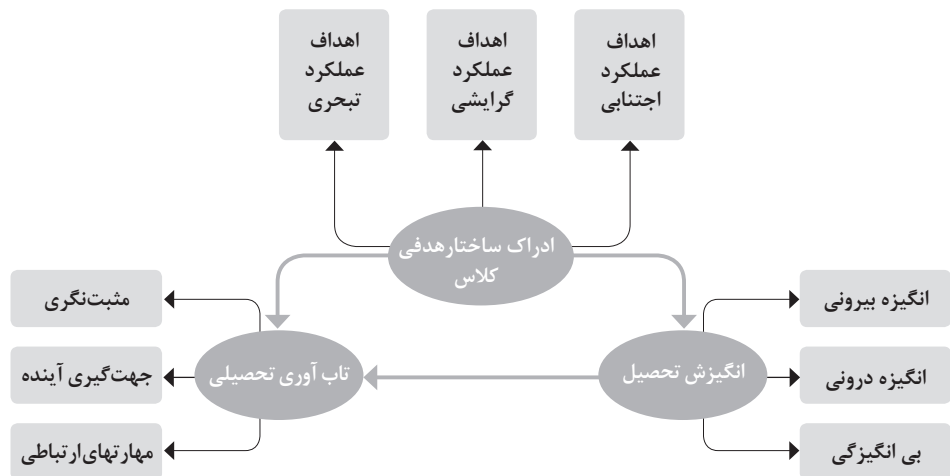 اهداف
عملکرد
اجتنابی
اهداف
عملکرد
گرایشی
اهداف
عملکرد
تبحری
ادراک ساختارهدفی
کلاس
انگیزه بیرونی
انگیزه درونی
بی انگیزگی
انگیزش تحصیل
تاب آوری تحصیلی
مثبت‌نگری
جهت‌گیری آینده
مهارتهای‌ارتباطی